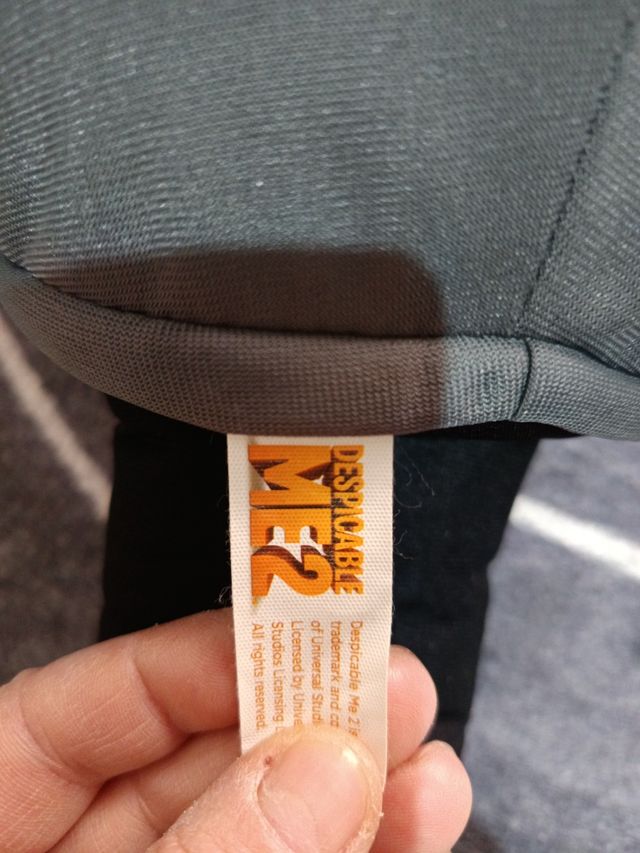 DESPICABLE
ME2
Despicable Me 2 is
trademark and co
of Universal Studi
Licensed by Unive
Studios Licensing
All rights reserved.